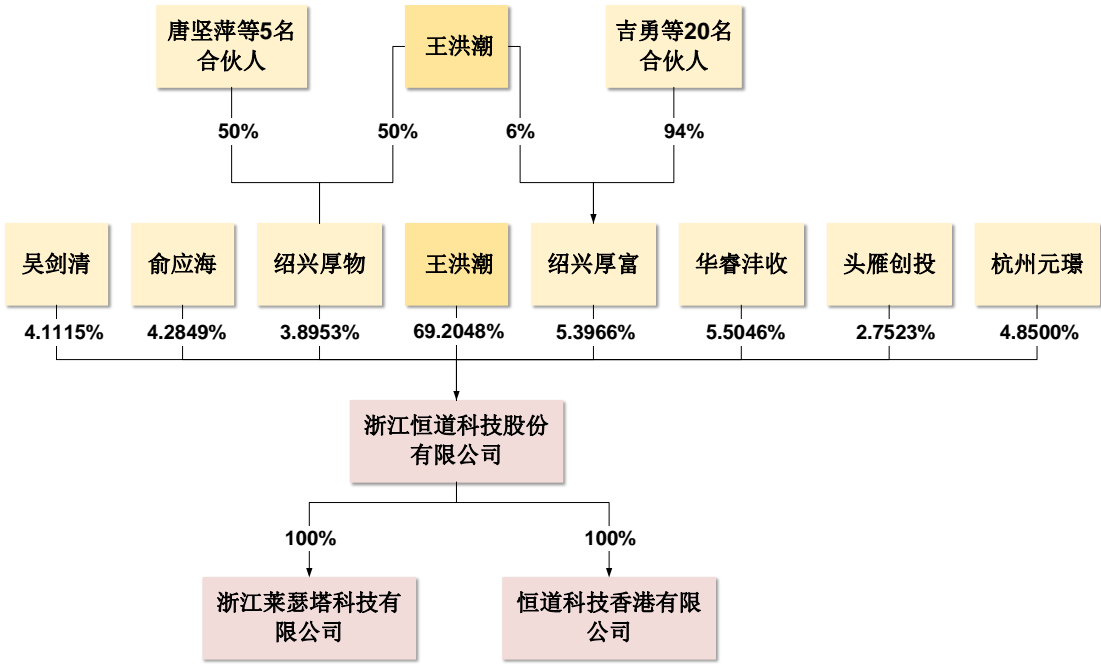 唐坚萍等5名
合伙人
王洪潮
吉勇等20名
合伙人
50%
50%
6%
94%
吴剑清
俞应海
绍兴厚物
王洪潮
绍兴厚富
华睿沣收
头雁创投
杭州元璟
4.1115%
4.2849%
3.8953%
69.2048%
5.3966%
5.5046%
2.7523%
4.8500%
浙江恒道科技股份
有限公司
100%
100%
浙江莱瑟塔科技有
限公司
恒道科技香港有限
公司